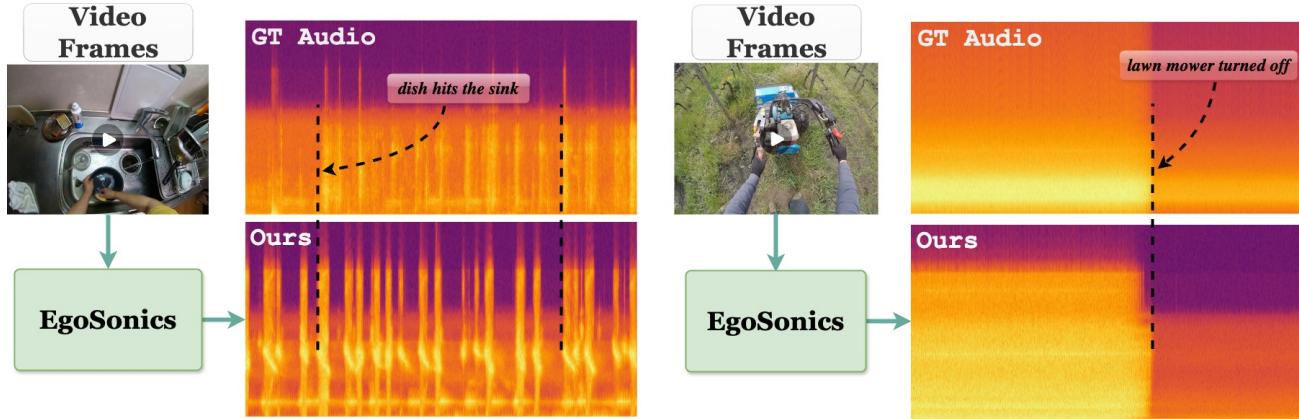 Video
Frames
GT Audio
dish hits the sink
Ours
EgoSonics
Video
Frames
GT Audio
lawn mower turned off
Ours
EgoSonics